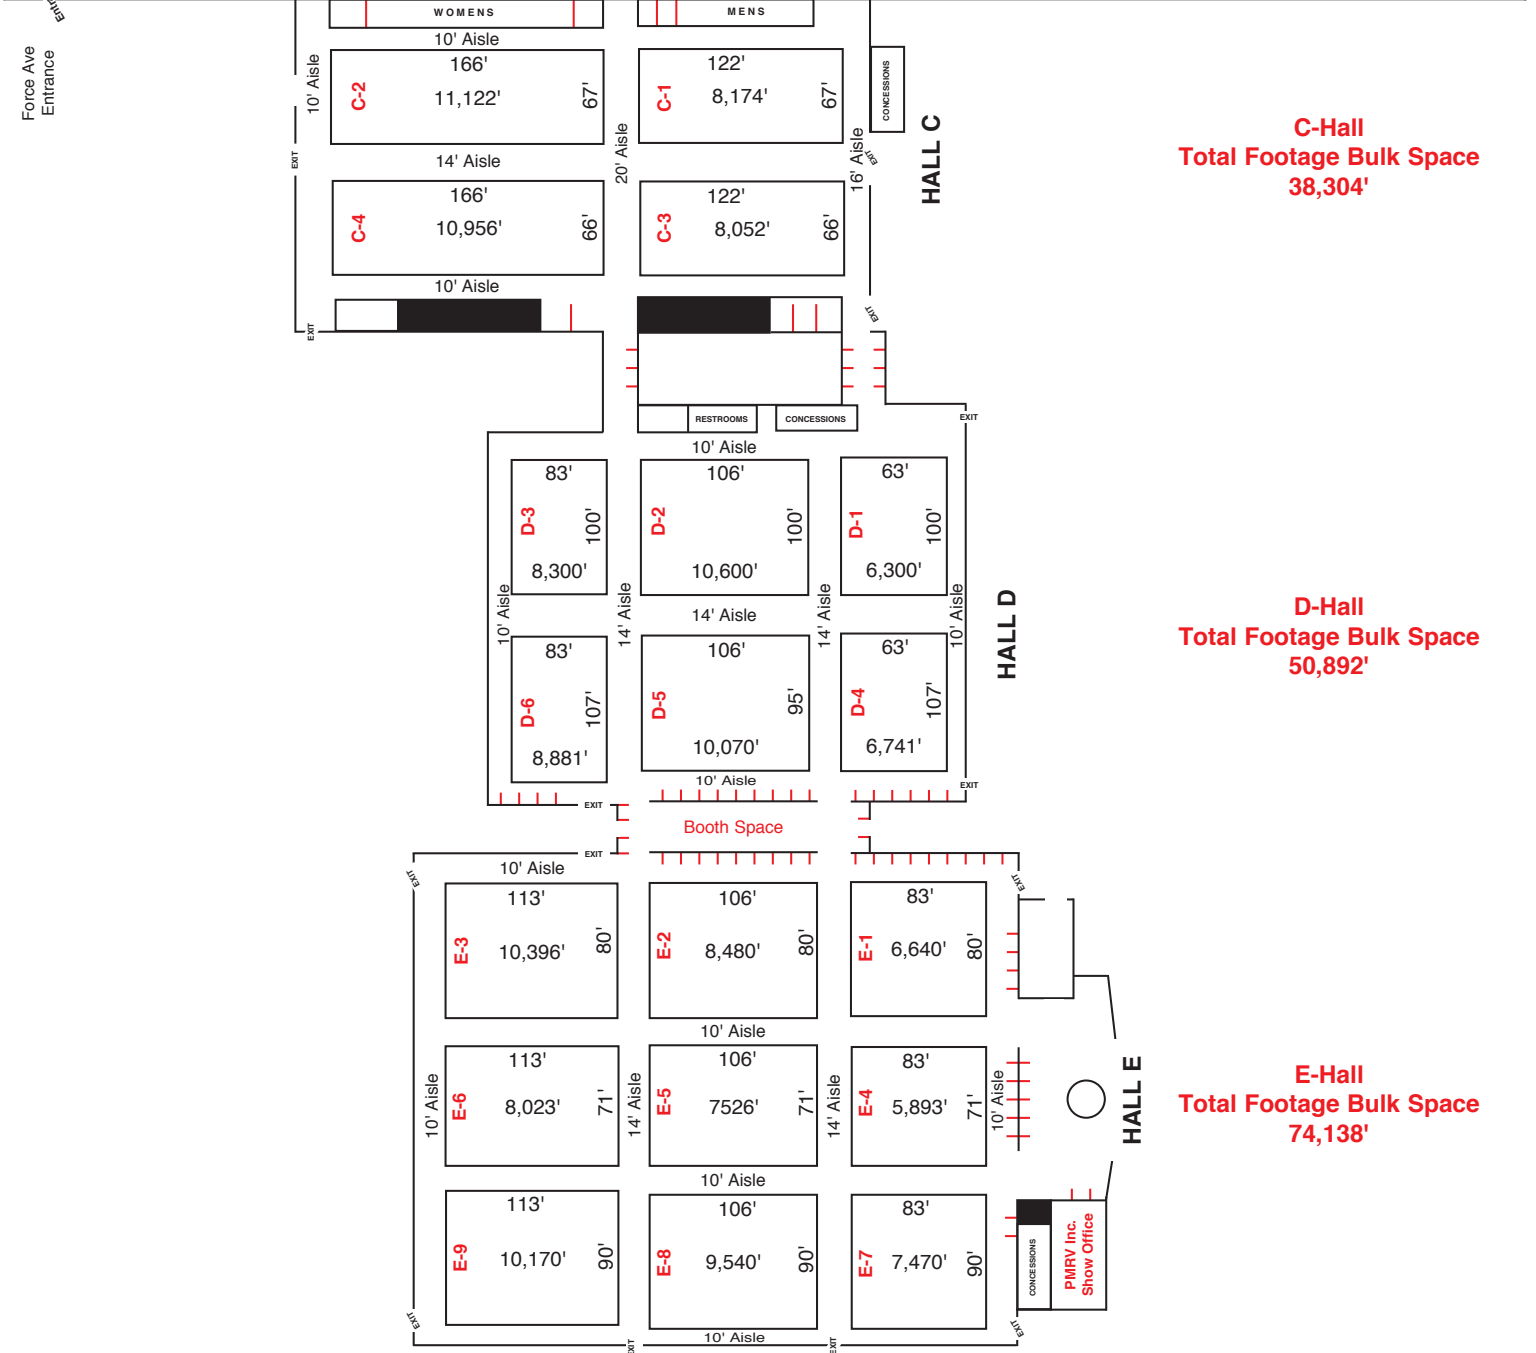 Force Ave
Entrance
WOMENS
MENS
10' Aisle
10' Aisle
C-2
166'
11,122'
67'
C-1
122'
8,174'
67'
CONCESSIONS
HALL C
EXIT
14' Aisle
20' Aisle
16' Aisle
EXIT
C-4
166'
10,956'
66'
C-3
122'
8,052'
66'
10' Aisle
EXIT
EXIT
C-Hall
Total Footage Bulk Space
38,304'
RESTROOMS
CONCESSIONS
EXIT
10' Aisle
D-3
83'
100'
8,300'
D-2
106'
100'
10,600'
D-1
63'
100'
6,300'
10' Aisle
14' Aisle
14' Aisle
14' Aisle
10' Aisle
HALL D
D-6
83'
107'
8,881'
D-5
106'
95'
10,070'
D-4
63'
107'
6,741'
10' Aisle
EXIT
EXIT
D-Hall
Total Footage Bulk Space
50,892'
Booth Space
EXIT
10' Aisle
EXIT
EXIT
E-3
113'
10,396'
80'
E-2
106'
8,480'
80'
E-1
83'
6,640'
80'
10' Aisle
10' Aisle
E-6
113'
8,023'
71'
14' Aisle
E-5
106'
7526'
71'
14' Aisle
E-4
83'
5,893'
71'
10' Aisle
HALL E
10' Aisle
E-9
113'
10,170'
90'
E-8
106'
9,540'
90'
E-7
83'
7,470'
90'
CONCESSIONS
PMRV Inc.
Show Office
EXIT
EXIT
10' Aisle
EXIT
EXIT
E-Hall
Total Footage Bulk Space
74,138'